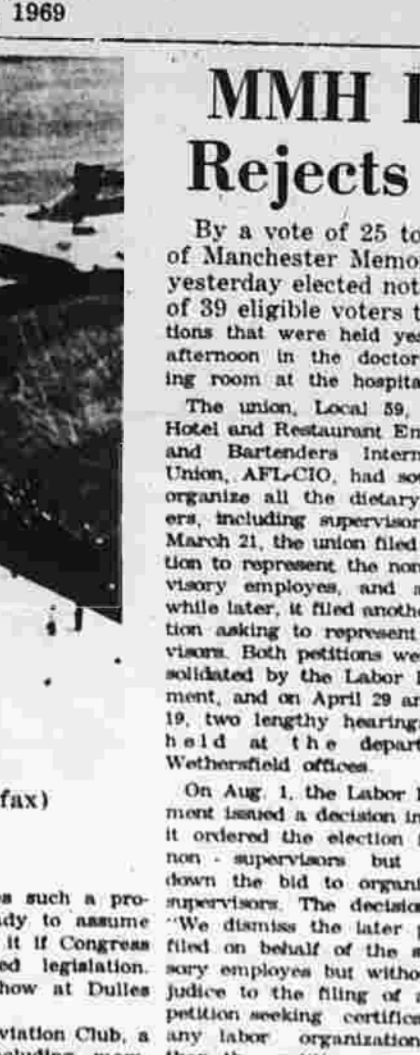 1969
MMH
Rejects
By a vote of 25 to
of Manchester Memo
yesterday elected not
of 39 eligible voters t
tions that were held yes
afternoon in the doctor
ing room at the hospita
The union, Local 59,
Hotel and Restaurant Em
and Bartenders Intern
Union, AFL-CIO, had sou
organize all the dietary
ers, including supervisor
March 21, the union filed
tion to represent the non
visory employes, and a
while later, it filed anothe
tion asking to represent
visors. Both petitions we
solidated by the Labor
ment, and on April 29 an
19, two lengthy hearings
held at the depart
Wethersfield offices.
On Aug. 1, the Labor
ment issued a decision in
it ordered the election
non - supervisors but
down the bid to organi
supervisors. The decisio
"We dismiss the later
filed on behalf of the s
sory employes but witho
judice to the filing of
petition seeking certific
any labor organization
fax)
such a pro-
dy to assume
it if Congress
ed legislation.
how at Dulles
viation Club, a